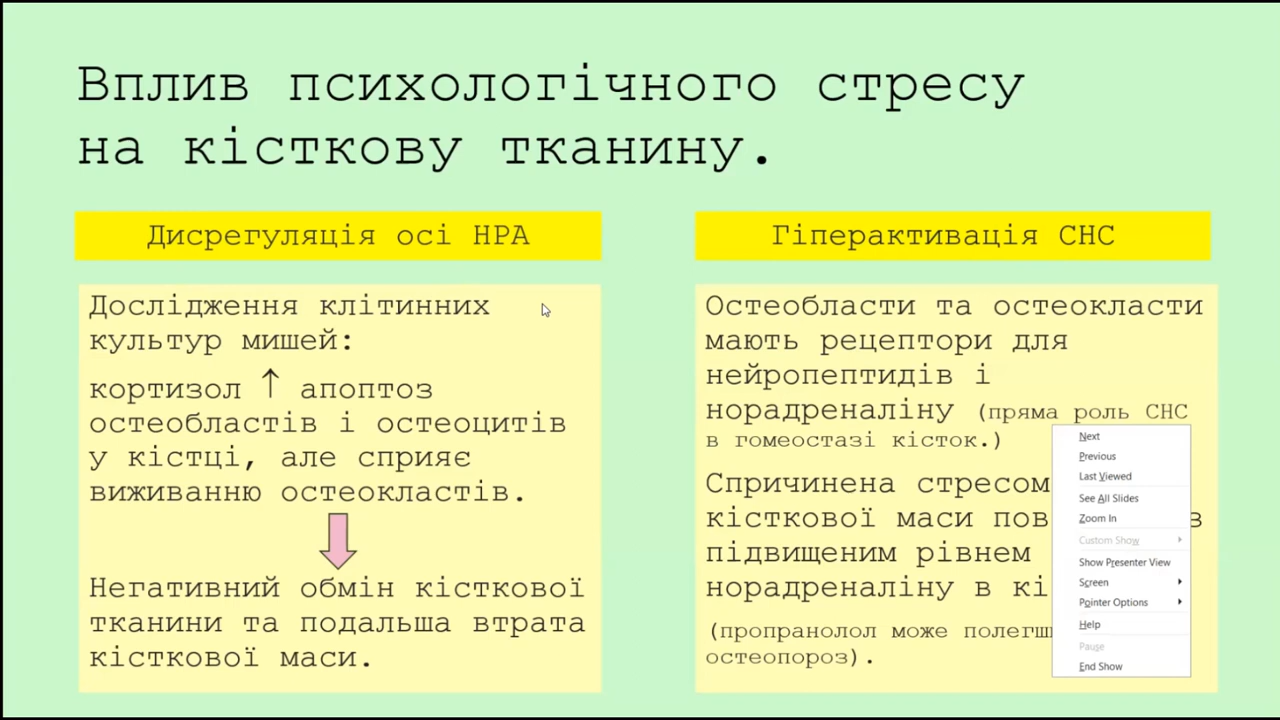 Вплив психологічного стресу
на кісткову тканину.
Дисрегуляція осі HPA
Дослідження клітинних
культур мишей:
кортизол ↑ апоптоз
остеобластів і остеоцитів
у кістці, але сприяє
виживанню остеокластів.
Негативний обмін кісткової
тканини та подальша втрата
кісткової маси.
Гіперактивація СНС
Остеобласти та остеокласти
мають рецептори для
нейропептидів і
норадреналіну (пряма роль СНС
в гомеостазі кісток.)
Спричинена стресом
кісткової маси
підвищеним рівнем
норадреналіну в
(пропранолол може
остеопороз).
Next
Previous
Last Viewed
See All Slides
Zoom In
Custom Show
Show Presenter View
Screen
Pointer Options
Help
Pause
End Show